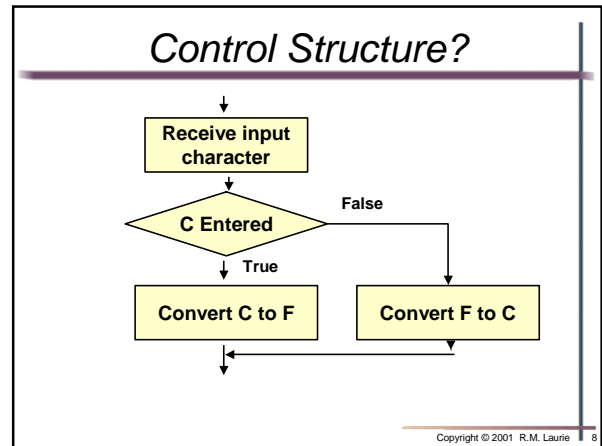 Control Structure?
Receive input
character
C Entered
False
True
Convert C to F
Convert F to C
Copyright © 2001 R.M. Laurie
8